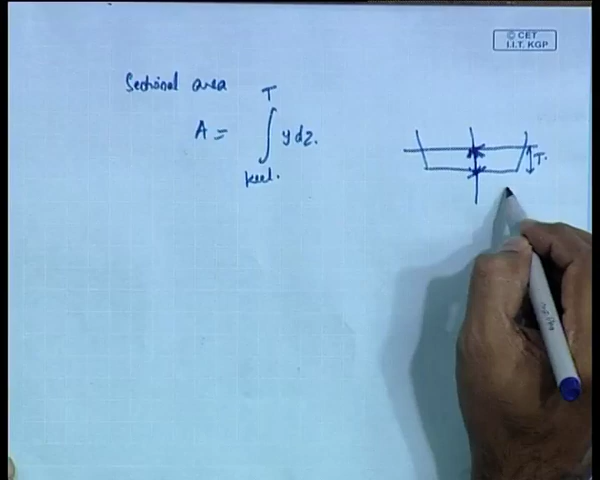 © CET
I.I.T. KGP
Sectional area
T
A = ∫ y dz.
keel.
T.